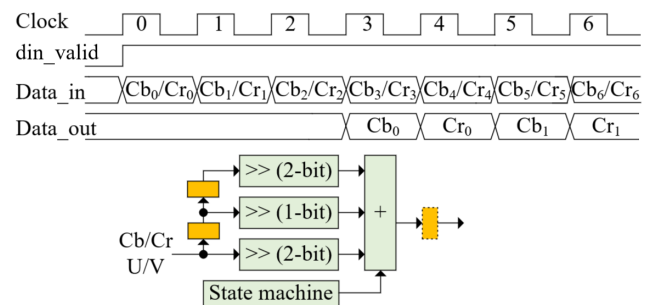 Clock 0 1 2 3 4 5 6
din_valid
Data_in Cb₀/Cr₀ Cb₁/Cr₁ Cb₂/Cr₂ Cb₃/Cr₃ Cb₄/Cr₄ Cb₅/Cr₅ Cb₆/Cr₆
Data_out Cb₀ Cr₀ Cb₁ Cr₁
>> (2-bit)
>> (1-bit) +
Cb/Cr
U/V
>> (2-bit)
State machine